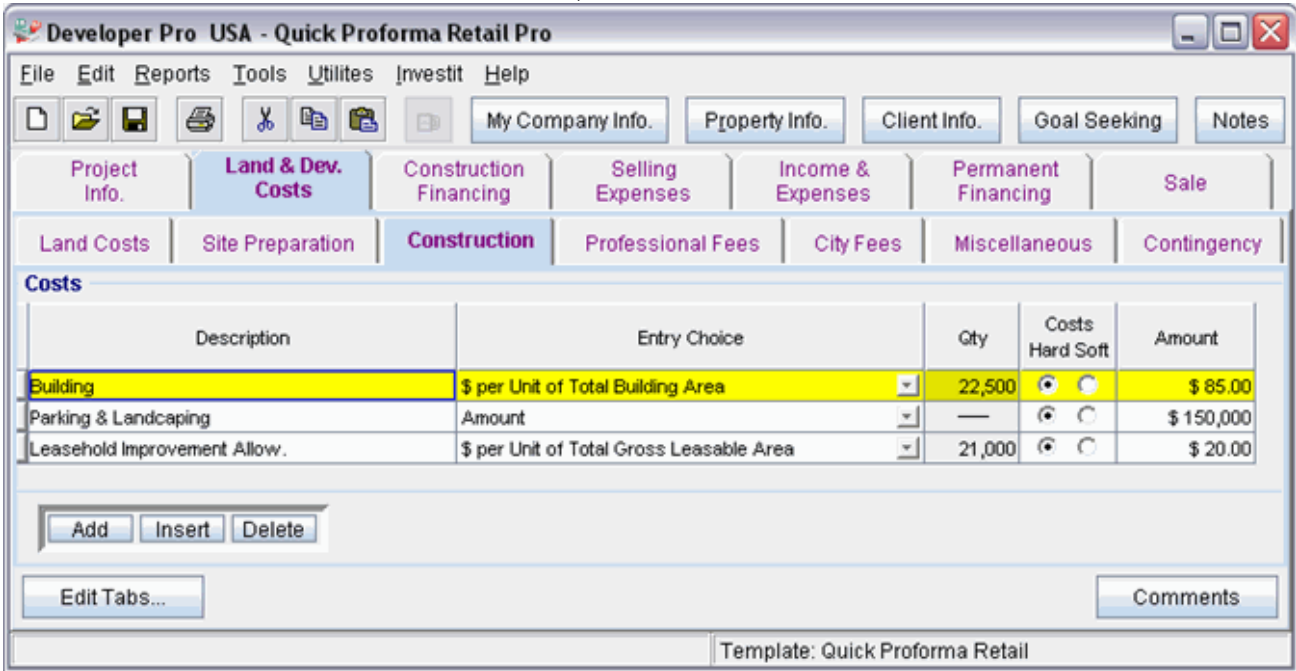 Developer Pro USA - Quick Proforma Retail Pro
File Edit Reports Tools Utilites Investit Help
My Company Info. Property Info. Client Info. Goal Seeking Notes
Project Info. Land & Dev. Costs Construction Financing Selling Expenses Income & Expenses Permanent Financing Sale
Land Costs Site Preparation Construction Professional Fees City Fees Miscellaneous Contingency
Costs
Description Entry Choice Qty Costs Hard Soft Amount
Building $ per Unit of Total Building Area 22,500 $ 85.00
Parking & Landcaping Amount — $ 150,000
Leasehold Improvement Allow. $ per Unit of Total Gross Leasable Area 21,000 $ 20.00
Add Insert Delete
Edit Tabs... Comments
Template: Quick Proforma Retail